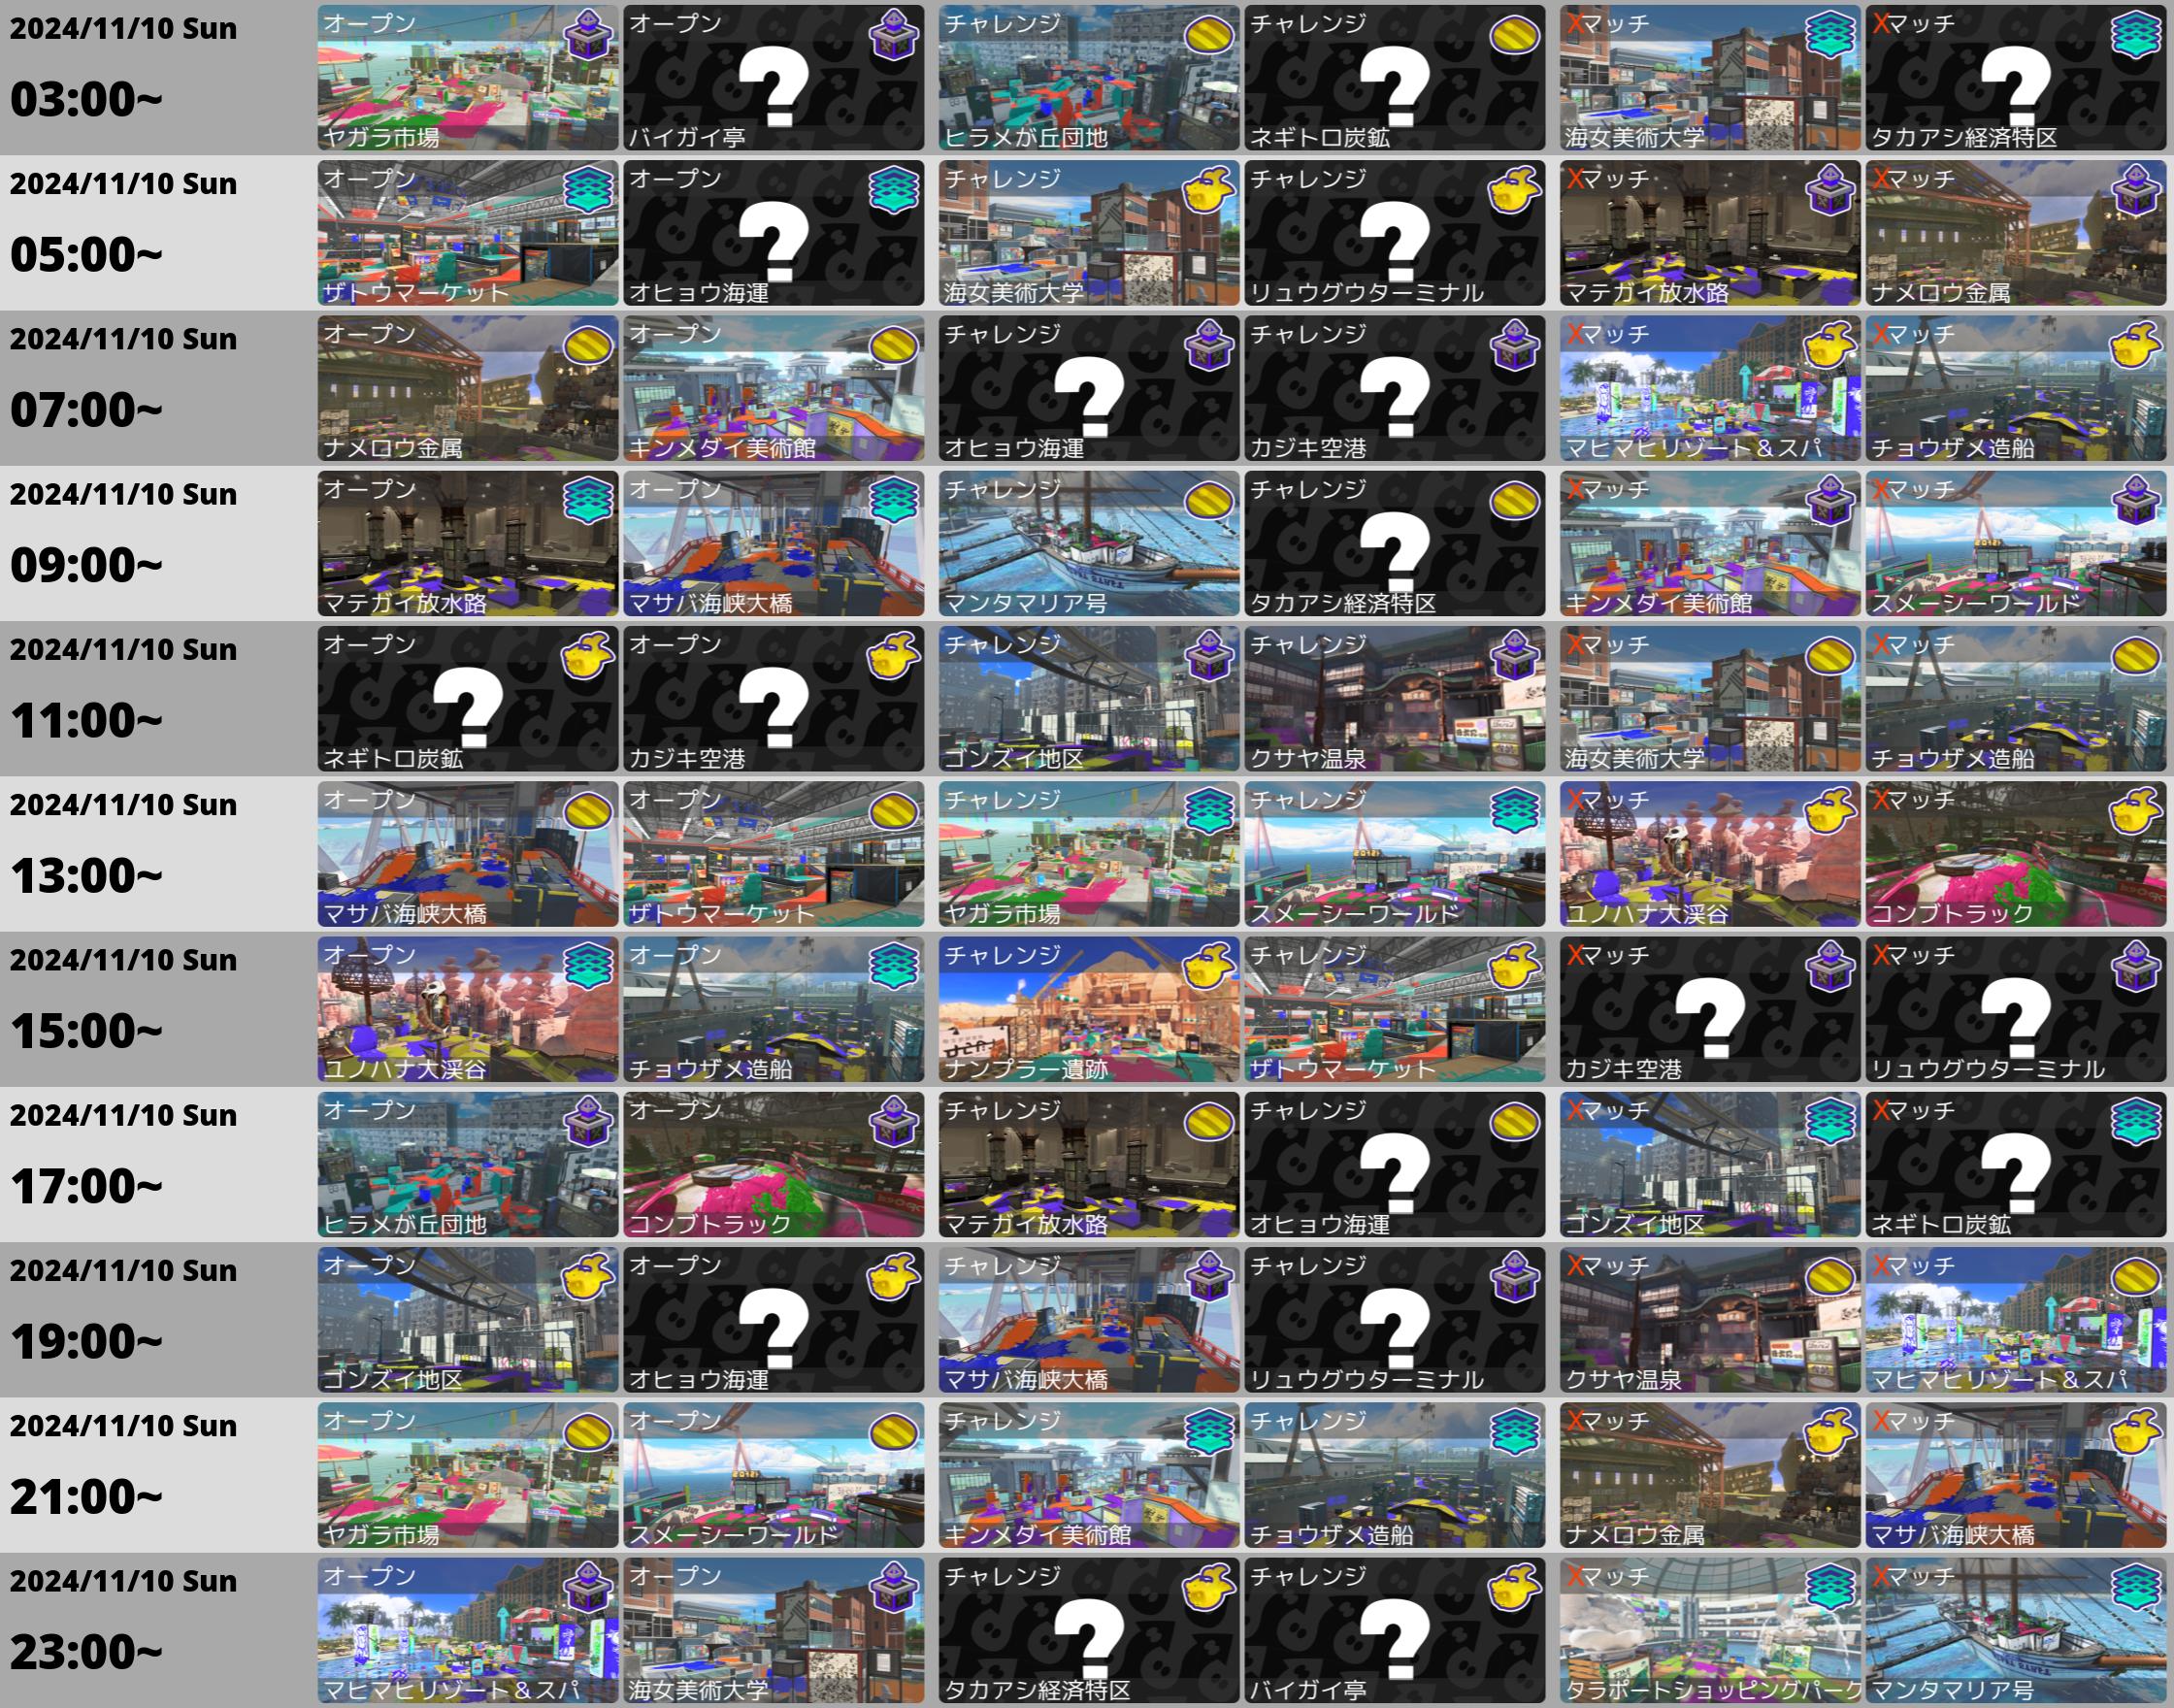 2024/11/10 Sun
03:00~
オープン
ヤガラ市場
オープン
バイガイ亭
チャレンジ
ヒラメが丘団地
チャレンジ
ネギトロ炭鉱
Xマッチ
海女美術大学
Xマッチ
タカアシ経済特区
2024/11/10 Sun
05:00~
オープン
ザトウマーケット
オープン
オヒョウ海運
チャレンジ
海女美術大学
チャレンジ
リュウグウターミナル
Xマッチ
マテガイ放水路
Xマッチ
ナメロウ金属
2024/11/10 Sun
07:00~
オープン
ナメロウ金属
オープン
キンメダイ美術館
チャレンジ
オヒョウ海運
チャレンジ
カジキ空港
Xマッチ
マヒマヒリゾート&スパ
Xマッチ
チョウザメ造船
2024/11/10 Sun
09:00~
オープン
マテガイ放水路
オープン
マサバ海峡大橋
チャレンジ
マンタマリア号
チャレンジ
タカアシ経済特区
Xマッチ
キンメダイ美術館
Xマッチ
スメーシーワールド
2024/11/10 Sun
11:00~
オープン
ネギトロ炭鉱
オープン
カジキ空港
チャレンジ
ゴンズイ地区
チャレンジ
クサヤ温泉
Xマッチ
海女美術大学
Xマッチ
チョウザメ造船
2024/11/10 Sun
13:00~
オープン
マサバ海峡大橋
オープン
ザトウマーケット
チャレンジ
ヤガラ市場
チャレンジ
スメーシーワールド
Xマッチ
ユノハナ大渓谷
Xマッチ
コンブトラック
2024/11/10 Sun
15:00~
オープン
ユノハナ大渓谷
オープン
チョウザメ造船
チャレンジ
ナンプラー遺跡
チャレンジ
ザトウマーケット
Xマッチ
カジキ空港
Xマッチ
リュウグウターミナル
2024/11/10 Sun
17:00~
オープン
ヒラメが丘団地
オープン
コンブトラック
チャレンジ
マテガイ放水路
チャレンジ
オヒョウ海運
Xマッチ
ゴンズイ地区
Xマッチ
ネギトロ炭鉱
2024/11/10 Sun
19:00~
オープン
ゴンズイ地区
オープン
オヒョウ海運
チャレンジ
マサバ海峡大橋
チャレンジ
リュウグウターミナル
Xマッチ
クサヤ温泉
Xマッチ
マヒマヒリゾート&スパ
2024/11/10 Sun
21:00~
オープン
ヤガラ市場
オープン
スメーシーワールド
チャレンジ
キンメダイ美術館
チャレンジ
チョウザメ造船
Xマッチ
ナメロウ金属
Xマッチ
マサバ海峡大橋
2024/11/10 Sun
23:00~
オープン
マヒマヒリゾート&スパ
オープン
海女美術大学
チャレンジ
タカアシ経済特区
チャレンジ
バイガイ亭
Xマッチ
タラポートショッピングパーク
Xマッチ
マンタマリア号